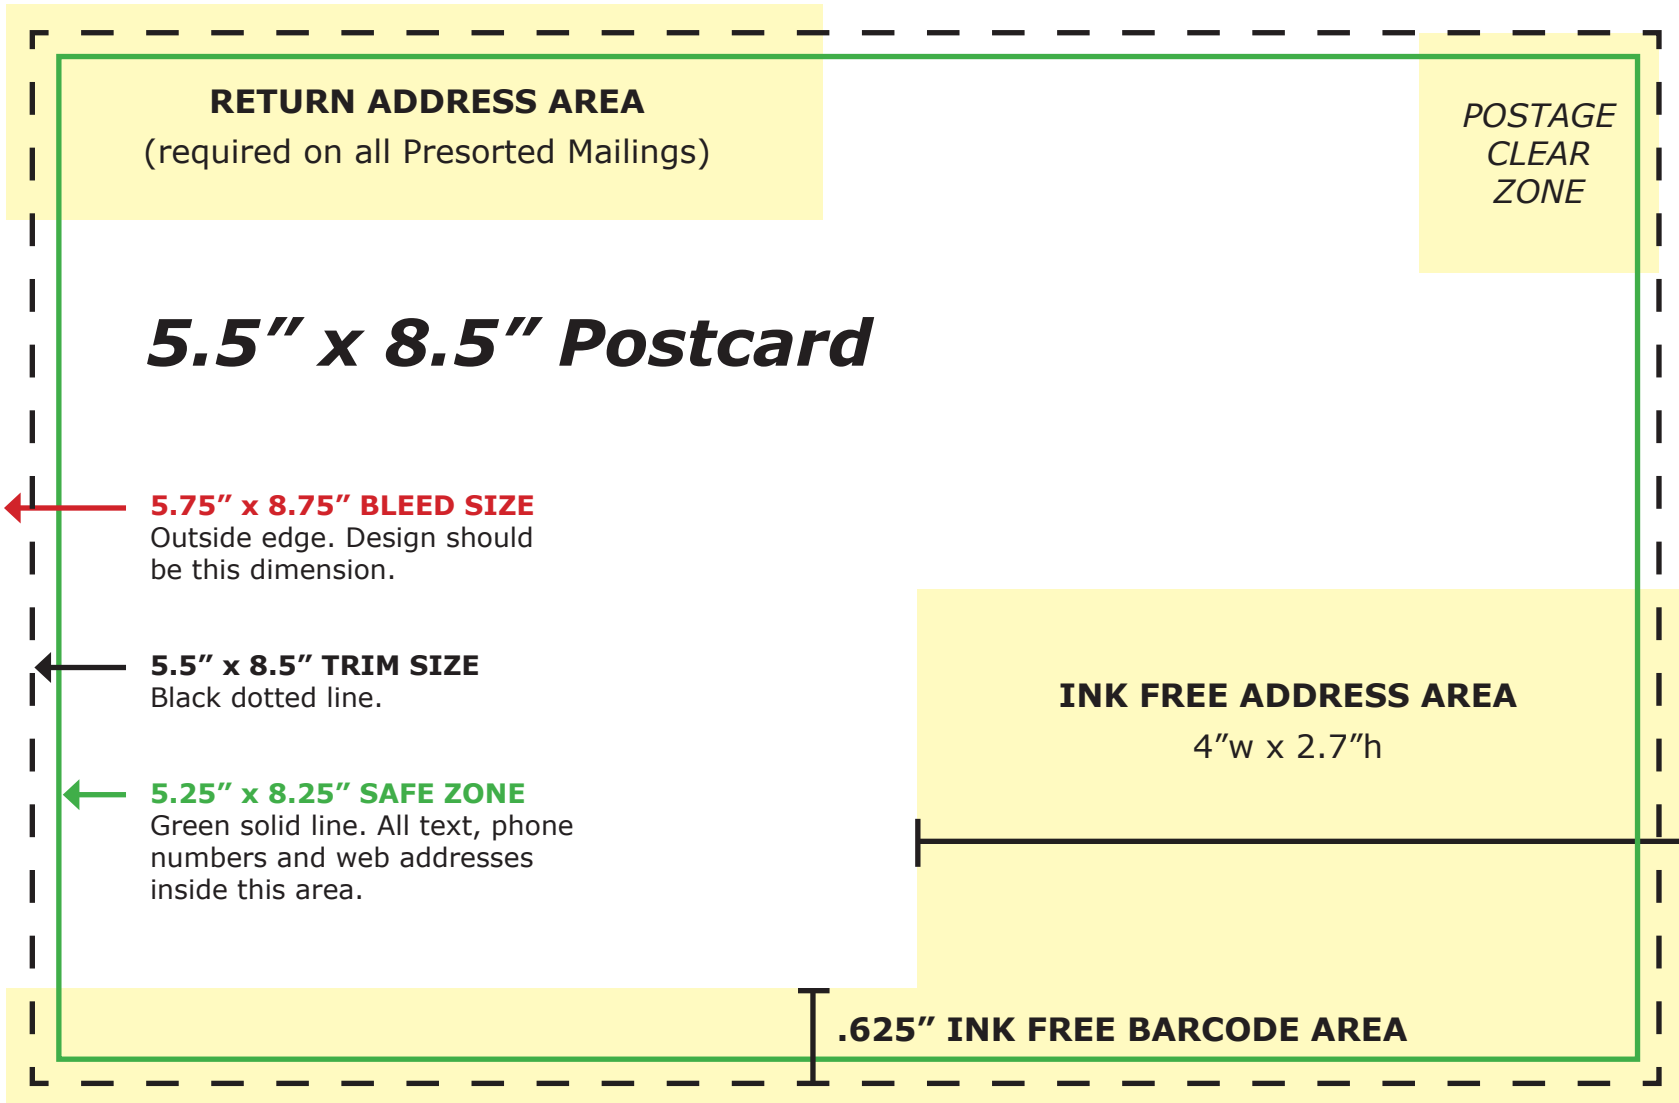 RETURN ADDRESS AREA
(required on all Presorted Mailings)
POSTAGE
CLEAR
ZONE
5.5″ x 8.5″ Postcard
5.75″ x 8.75″ BLEED SIZE
Outside edge. Design should
be this dimension.
5.5″ x 8.5″ TRIM SIZE
Black dotted line.
5.25″ x 8.25″ SAFE ZONE
Green solid line. All text, phone
numbers and web addresses
inside this area.
INK FREE ADDRESS AREA
4″w x 2.7″h
.625″ INK FREE BARCODE AREA